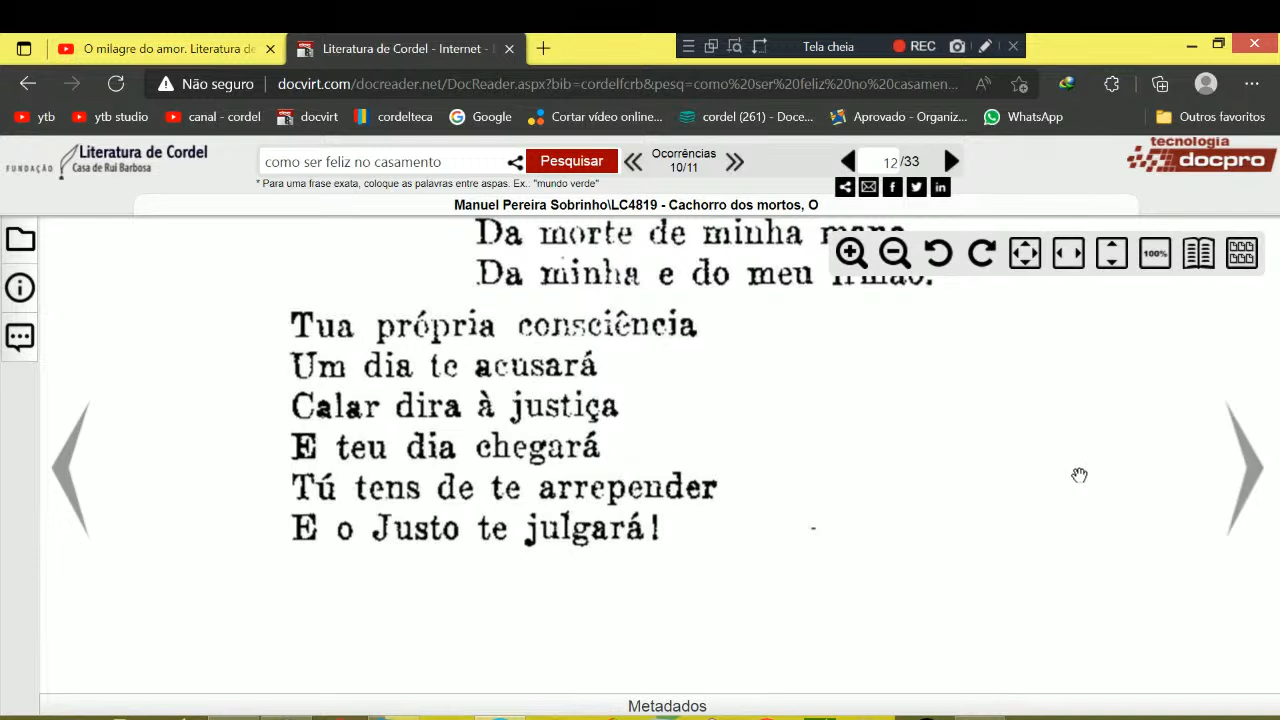 O milagre do amor. Literatura de
Literatura de Cordel - Internet -
Tela cheia
REC
Não seguro
docvirt.com/docreader.net/DocReader.aspx?bib=cordelfcrb&pesq=como%20ser%20feliz%20no%20casamen...
ytb
ytb studio
canal - cordel
docvirt
cordelteca
Google
Cortar vídeo online...
cordel (261) - Doce...
Aprovado - Organiz...
WhatsApp
Outros favoritos
FUNDAÇÃO
Literatura de Cordel
Casa de Rui Barbosa
como ser feliz no casamento
Pesquisar
Ocorrências
10/11
12 /33
tecnologia
docpro
* Para uma frase exata, coloque as palavras entre aspas. Ex.: "mundo verde"
Manuel Pereira Sobrinho\LC4819 - Cachorro dos mortos, O
100%
Da morte de minha
Da minha e do meu irmão.
Tua própria consciência
Um dia te acusará
Calar dira à justiça
E teu dia chegará
Tú tens de te arrepender
E o Justo te julgará!
Metadados